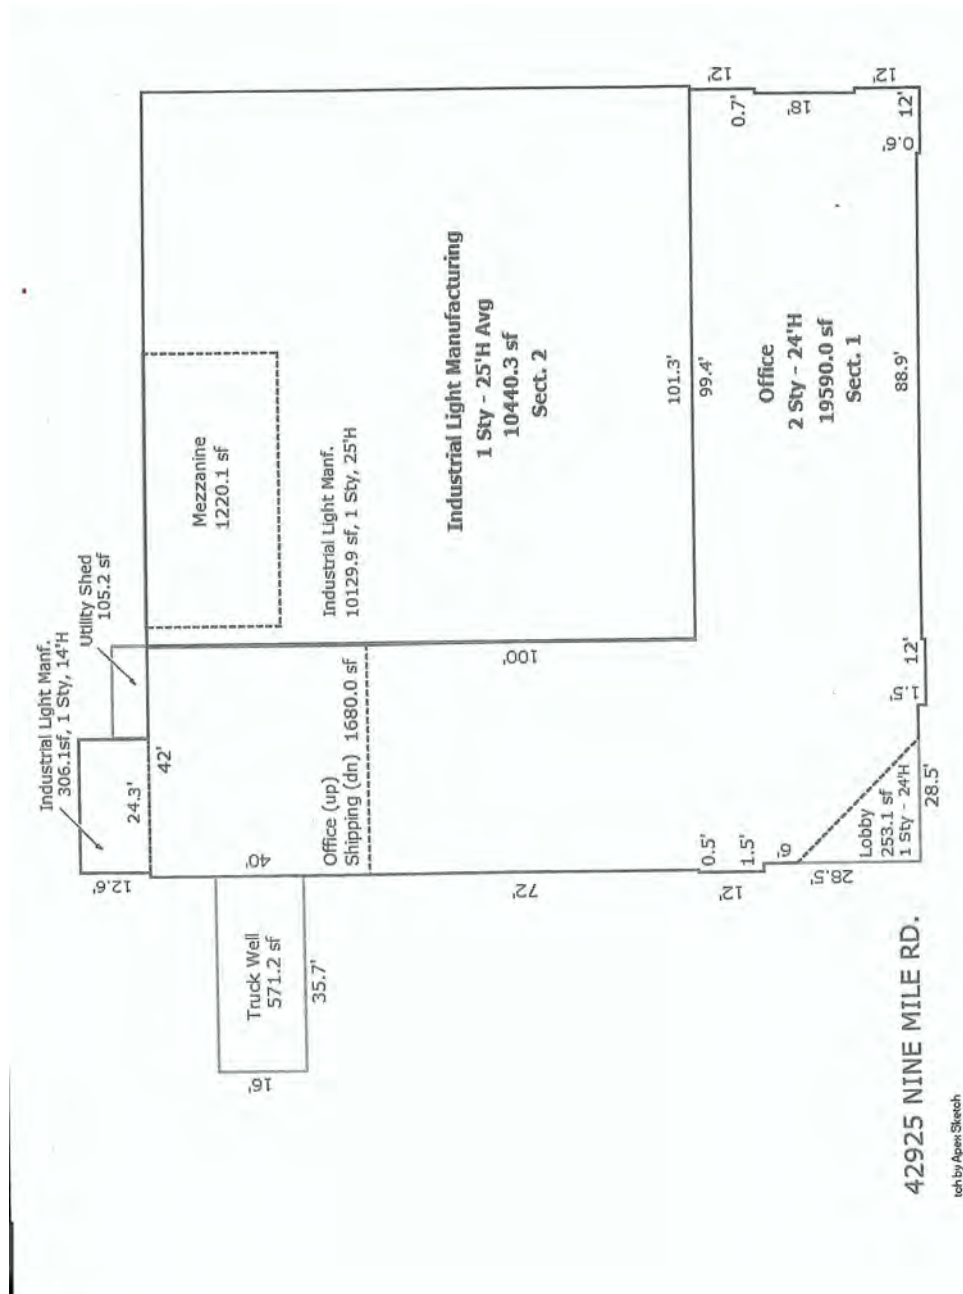 Industrial Light Manf.
306.1sf, 1 Sty, 14'H
Utility Shed
105.2 sf
12.6'
24.3'
42'
Mezzanine
1220.1 sf
Truck Well
571.2 sf
16'
35.7'
40'
Office (up)
Shipping (dn) 1680.0 sf
Industrial Light Manf.
10129.9 sf, 1 Sty, 25'H
Industrial Light Manufacturing
1 Sty - 25'H Avg
10440.3 sf
Sect. 2
72'
100'
101.3'
99.4'
12'
0.7'
18'
12'
12'
0.6'
Office
2 Sty - 24'H
19590.0 sf
Sect. 1
88.9'
0.5'
12'
1.5'
6'
28.5'
Lobby
253.1 sf
1 Sty - 24'H
28.5'
1.5'
12'
42925 NINE MILE RD.
tch by Apex Sketch